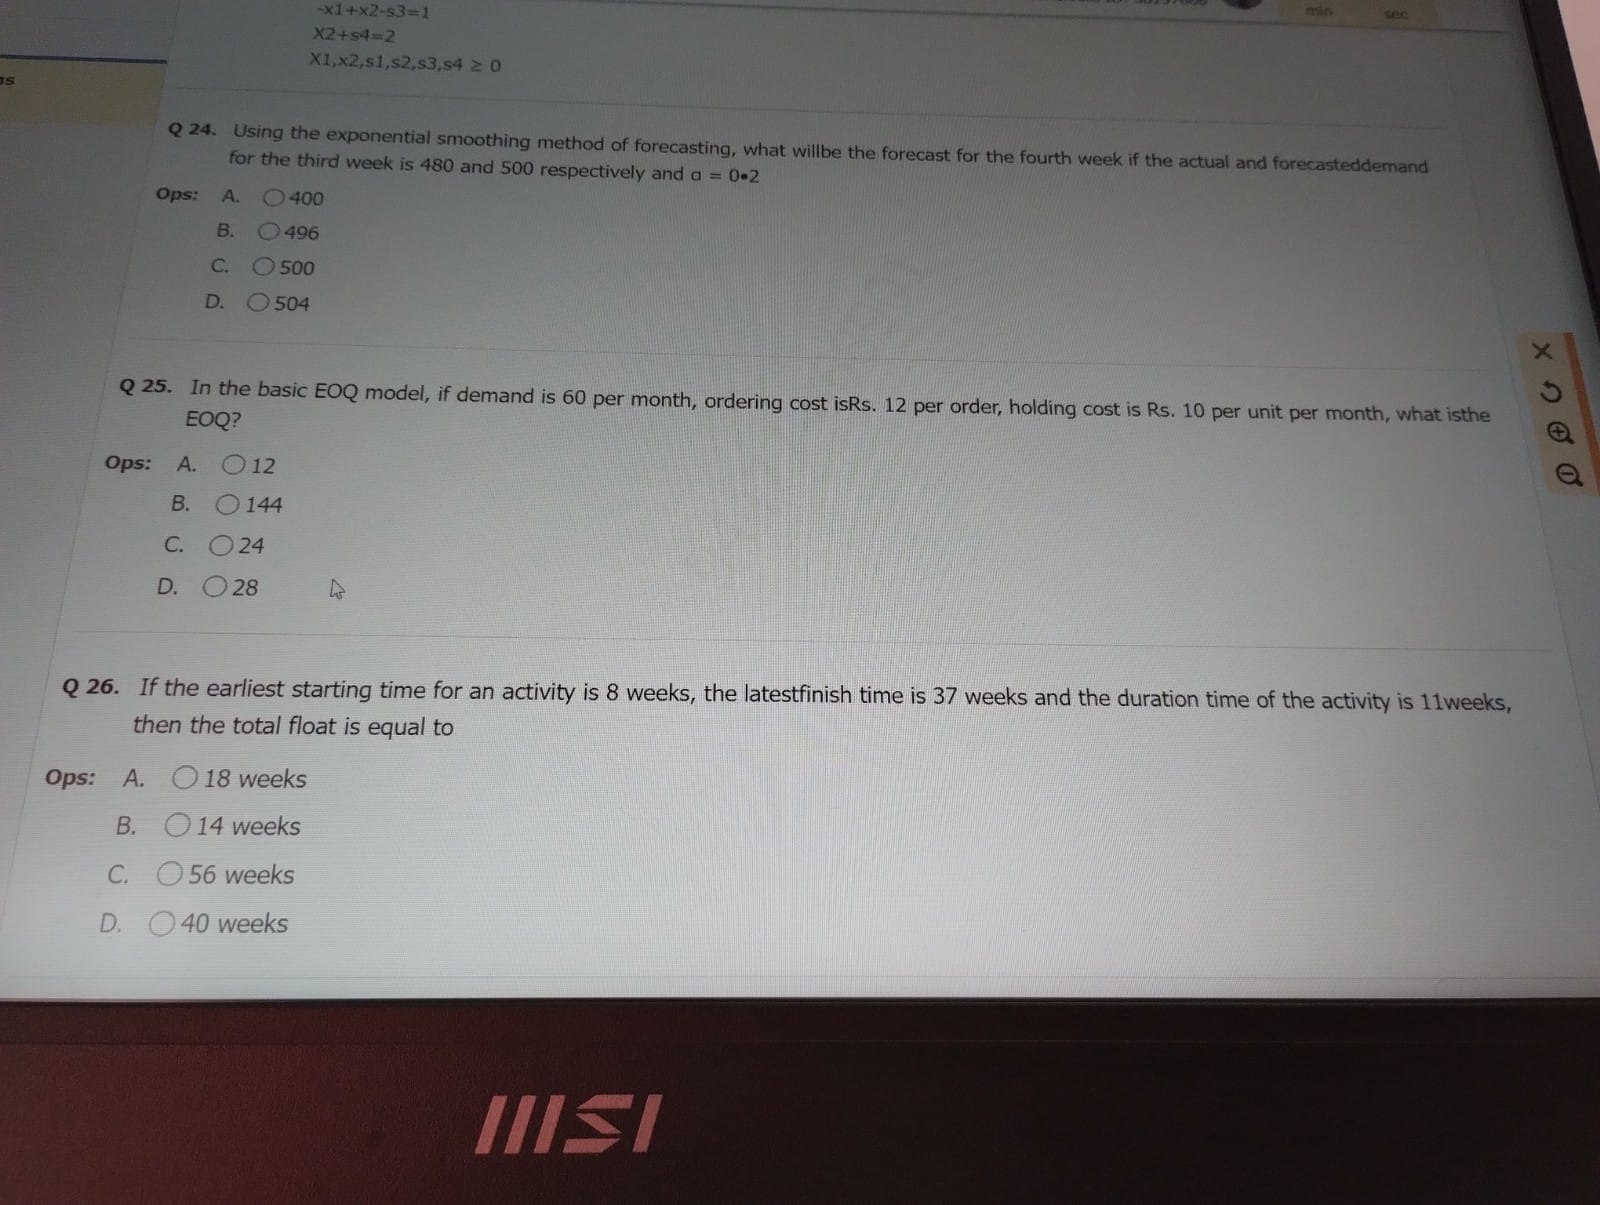 -x1+x2-s3=1
X2+s4=2
X1,x2,s1,s2,s3,s4 ≥ 0
min sec
Q 24. Using the exponential smoothing method of forecasting, what willbe the forecast for the fourth week if the actual and forecasteddemand
for the third week is 480 and 500 respectively and α = 0•2
Ops: A. 400
B. 496
C. 500
D. 504
Q 25. In the basic EOQ model, if demand is 60 per month, ordering cost isRs. 12 per order, holding cost is Rs. 10 per unit per month, what isthe
EOQ?
Ops: A. 12
B. 144
C. 24
D. 28
Q 26. If the earliest starting time for an activity is 8 weeks, the latestfinish time is 37 weeks and the duration time of the activity is 11weeks,
then the total float is equal to
Ops: A. 18 weeks
B. 14 weeks
C. 56 weeks
D. 40 weeks
msi